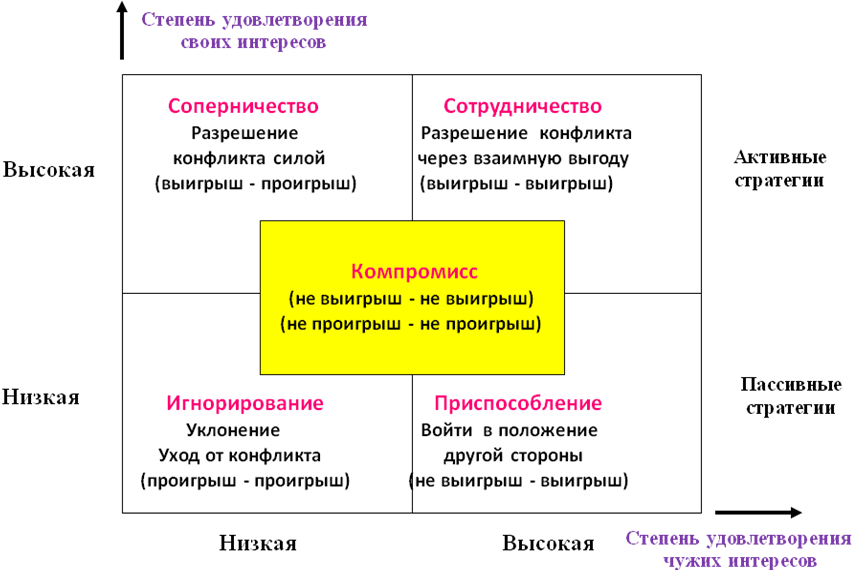 Степень удовлетворения
своих интересов
Соперничество
Разрешение
конфликта силой
(выигрыш - проигрыш)
Сотрудничество
Разрешение конфликта
через взаимную выгоду
(выигрыш - выигрыш)
Высокая
Активные
стратегии
Компромисс
(не выигрыш - не выигрыш)
(не проигрыш - не проигрыш)
Низкая
Игнорирование
Уклонение
Уход от конфликта
(проигрыш - проигрыш)
Приспособление
Войти в положение
другой стороны
(не выигрыш - выигрыш)
Пассивные
стратегии
Низкая
Высокая
Степень удовлетворения
чужих интересов